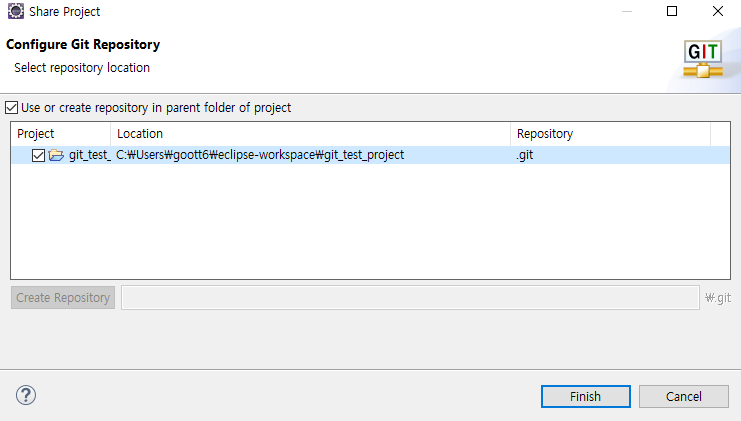 Share Project
Configure Git Repository
Select repository location
GIT
Use or create repository in parent folder of project
Project Location Repository
git_test_ C:₩Users₩goott6₩eclipse-workspace₩git_test_project .git
Create Repository ₩.git
?
Finish Cancel